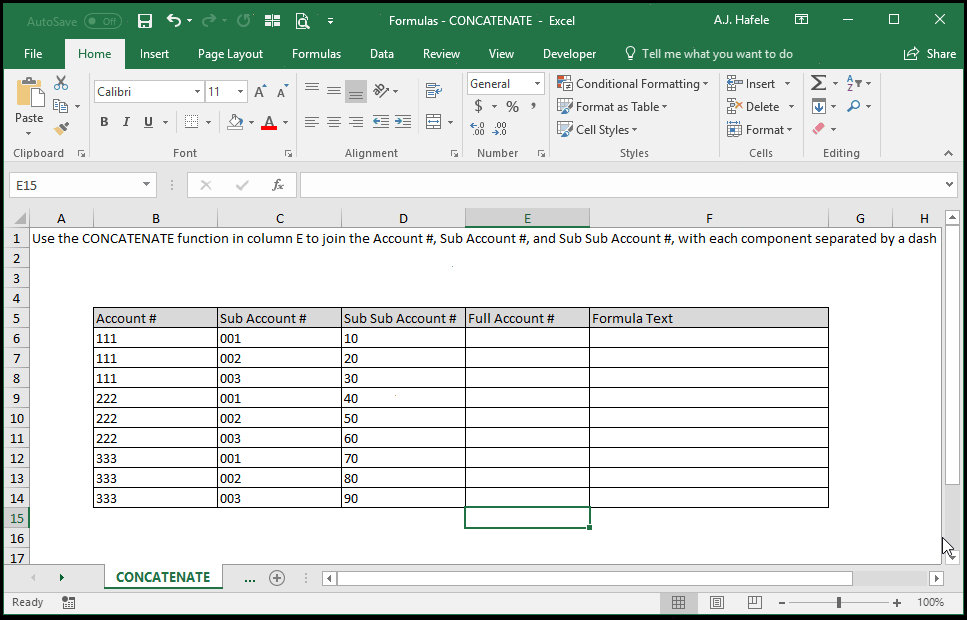 AutoSave Off Formulas - CONCATENATE - Excel A.J. Hafele
File Home Insert Page Layout Formulas Data Review View Developer Tell me what you want to do Share
Paste
Calibri 11 A A
B I U A
General
$ % ,
Conditional Formatting
Format as Table
Cell Styles
Insert
Delete
Format
Clipboard Font Alignment Number Styles Cells Editing
E15 fx
A B C D E F G H
1 Use the CONCATENATE function in column E to join the Account #, Sub Account #, and Sub Sub Account #, with each component separated by a dash
2
3
4
5 Account # Sub Account # Sub Sub Account # Full Account # Formula Text
6 111 001 10
7 111 002 20
8 111 003 30
9 222 001 40
10 222 002 50
11 222 003 60
12 333 001 70
13 333 002 80
14 333 003 90
15
16
17
CONCATENATE ...
Ready 100%